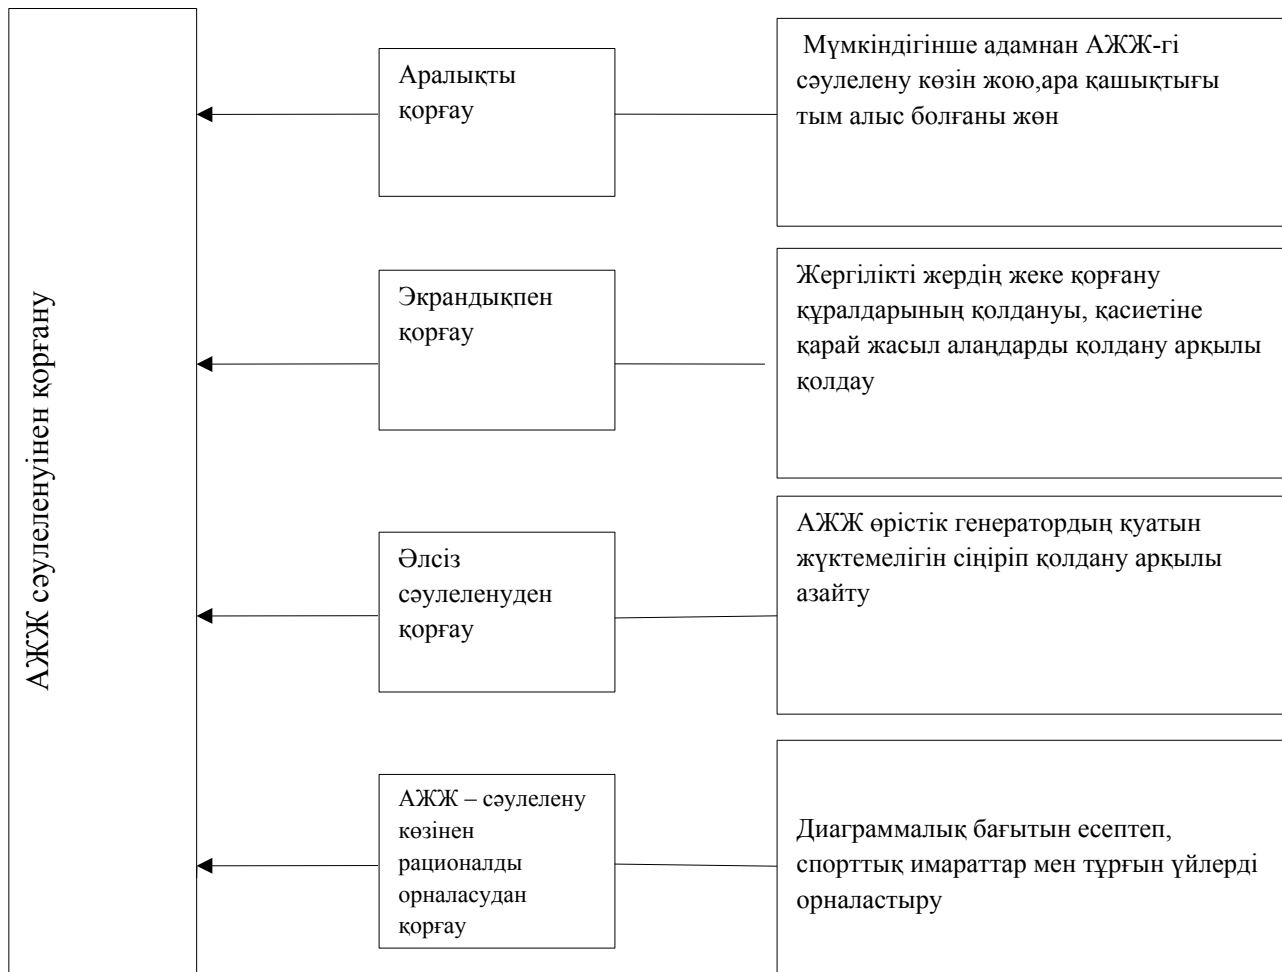 АЖЖ сәулеленуінен қорғану
Аралықты
қорғау
Мүмкіндігінше адамнан АЖЖ-гі
сәулелену көзін жою,ара қашықтығы
тым алыс болғаны жөн
Экрандықпен
қорғау
Жергілікті жердің жеке қорғану
құралдарының қолдануы, қасиетіне
қарай жасыл алаңдарды қолдану арқылы
қолдау
Әлсіз
сәулеленуден
қорғау
АЖЖ өрістік генератордың қуатын
жүктемелігін сіңіріп қолдану арқылы
азайту
АЖЖ – сәулелену
көзінен
рационалды
орналасудан
қорғау
Диаграммалық бағытын есептеп,
спорттық имараттар мен тұрғын үйлерді
орналастыру